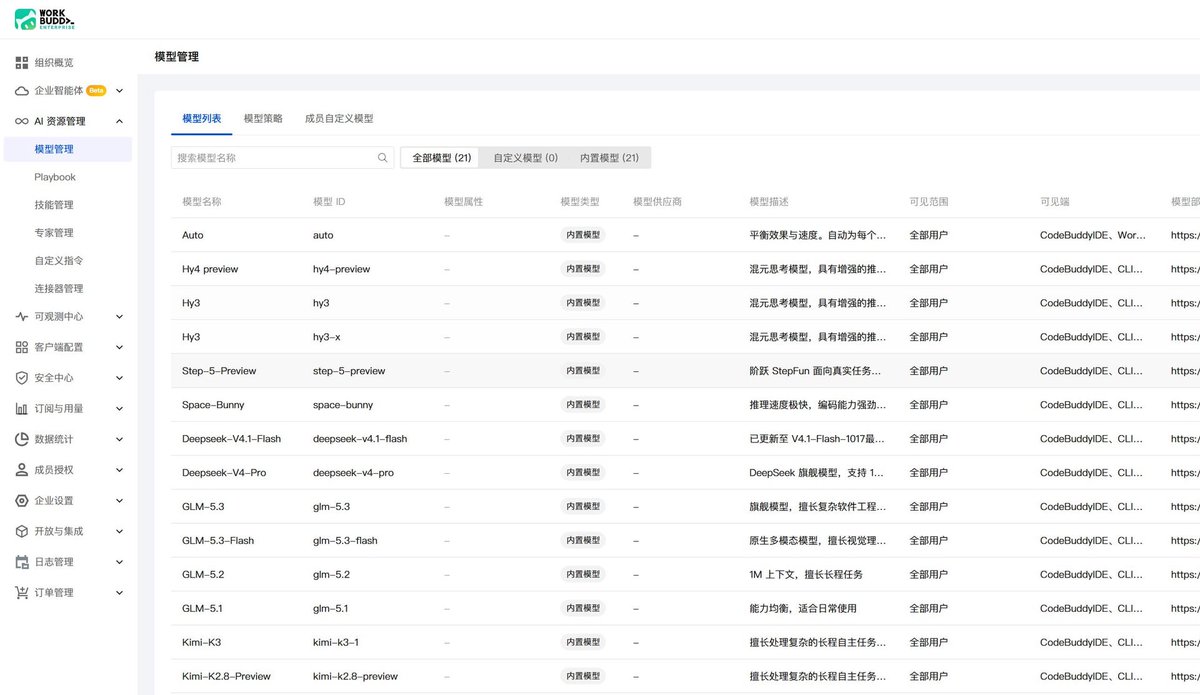 WORK
BUDDY
ENTERPRISE
模型管理
组织概览
企业智能体 Beta
AI 资源管理
模型管理
Playbook
技能管理
专家管理
自定义指令
连接器管理
可观测中心
客户端配置
安全中心
订阅与用量
数据统计
成员授权
企业设置
开放与集成
日志管理
订单管理
模型列表 模型策略 成员自定义模型
搜索模型名称 全部模型 (21) 自定义模型 (0) 内置模型 (21)
模型名称 模型 ID 模型属性 模型类型 模型供应商 模型描述 可见范围 可见端 模型部
Auto auto – 内置模型 – 平衡效果与速度。自动为每个... 全部用户 CodeBuddyIDE、Wor... https:/
Hy4 preview hy4-preview – 内置模型 – 混元思考模型，具有增强的推... 全部用户 CodeBuddyIDE、CLI... https:/
Hy3 hy3 – 内置模型 – 混元思考模型，具有增强的推... 全部用户 CodeBuddyIDE、CLI... https:/
Hy3 hy3-x – 内置模型 – 混元思考模型，具有增强的推... 全部用户 CodeBuddyIDE、CLI... https:/
Step-5-Preview step-5-preview – 内置模型 – 阶跃 StepFun 面向真实任务... 全部用户 CodeBuddyIDE、CLI... https:/
Space-Bunny space-bunny – 内置模型 – 推理速度极快，编码能力强劲... 全部用户 CodeBuddyIDE、CLI... https:/
Deepseek-V4.1-Flash deepseek-v4.1-flash – 内置模型 – 已更新至 V4.1-Flash-1017最... 全部用户 CodeBuddyIDE、CLI... https:/
Deepseek-V4-Pro deepseek-v4-pro – 内置模型 – DeepSeek 旗舰模型，支持 1... 全部用户 CodeBuddyIDE、CLI... https:/
GLM-5.3 glm-5.3 – 内置模型 – 旗舰模型，擅长复杂软件工程... 全部用户 CodeBuddyIDE、CLI... https:/
GLM-5.3-Flash glm-5.3-flash – 内置模型 – 原生多模态模型，擅长视觉理... 全部用户 CodeBuddyIDE、CLI... https:/
GLM-5.2 glm-5.2 – 内置模型 – 1M 上下文，擅长长程任务 全部用户 CodeBuddyIDE、CLI... https:/
GLM-5.1 glm-5.1 – 内置模型 – 能力均衡，适合日常使用 全部用户 CodeBuddyIDE、CLI... https:/
Kimi-K3 kimi-k3-1 – 内置模型 – 擅长处理复杂的长程自主任务... 全部用户 CodeBuddyIDE、CLI... https:/
Kimi-K2.8-Preview kimi-k2.8-preview – 内置模型 – 擅长处理复杂的长程自主任务... 全部用户 CodeBuddyIDE、CLI... https:/